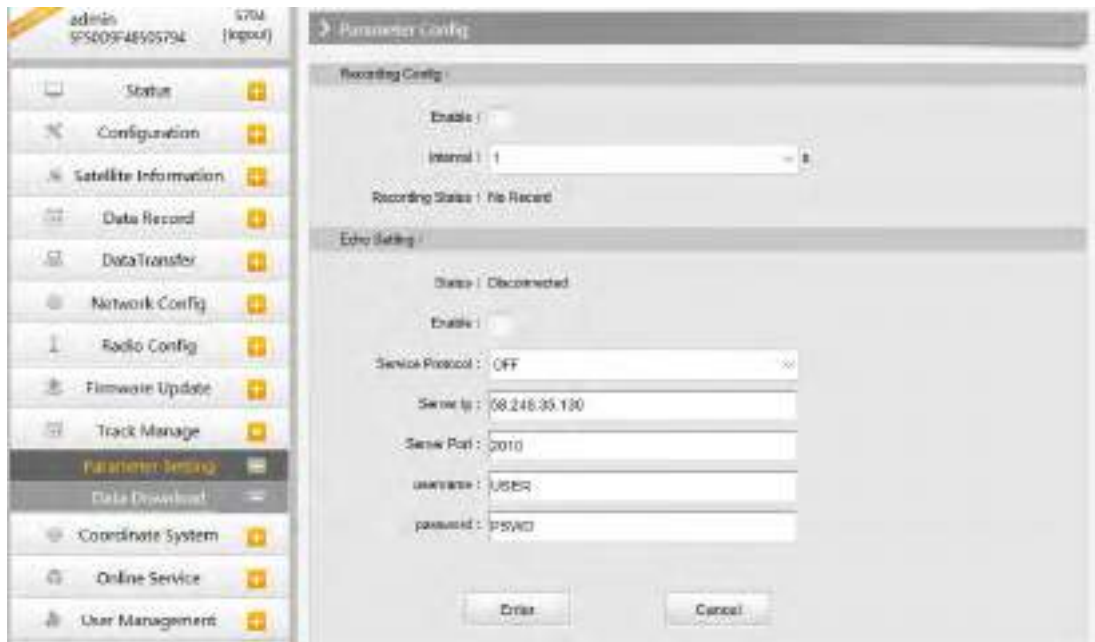 admin
5704
(logout)
Parameter Config
Recording Config :
Enable :
Interval : 1 s
Recording Status : No Record
Echo Setting :
Status : Disconnected
Enable :
Service Protocol : OFF
Server Ip : 58.248.35.130
Server Port : 2010
username : USER
password : PSWD
Enter
Cancel
Status
Configuration
Satellite Information
Data Record
DataTransfer
Network Config
Radio Config
Firmware Update
Track Manage
Parameter Setting
Data Download
Coordinate System
Online Service
User Management